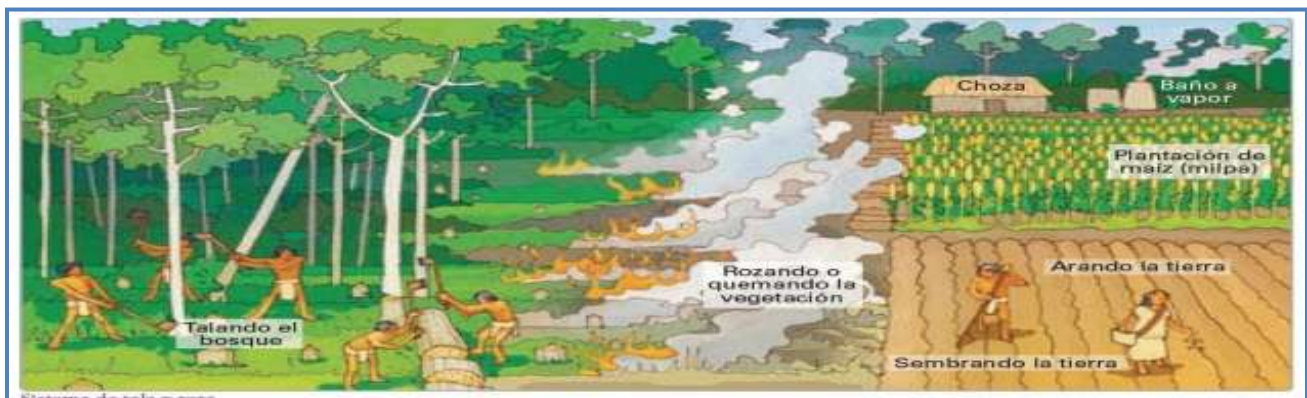 Choza
Baño a
vapor
Plantación de
maíz (milpa)
Rozando o
quemando la
vegetación
Arando la tierra
Talando el
bosque
Sembrando la tierra